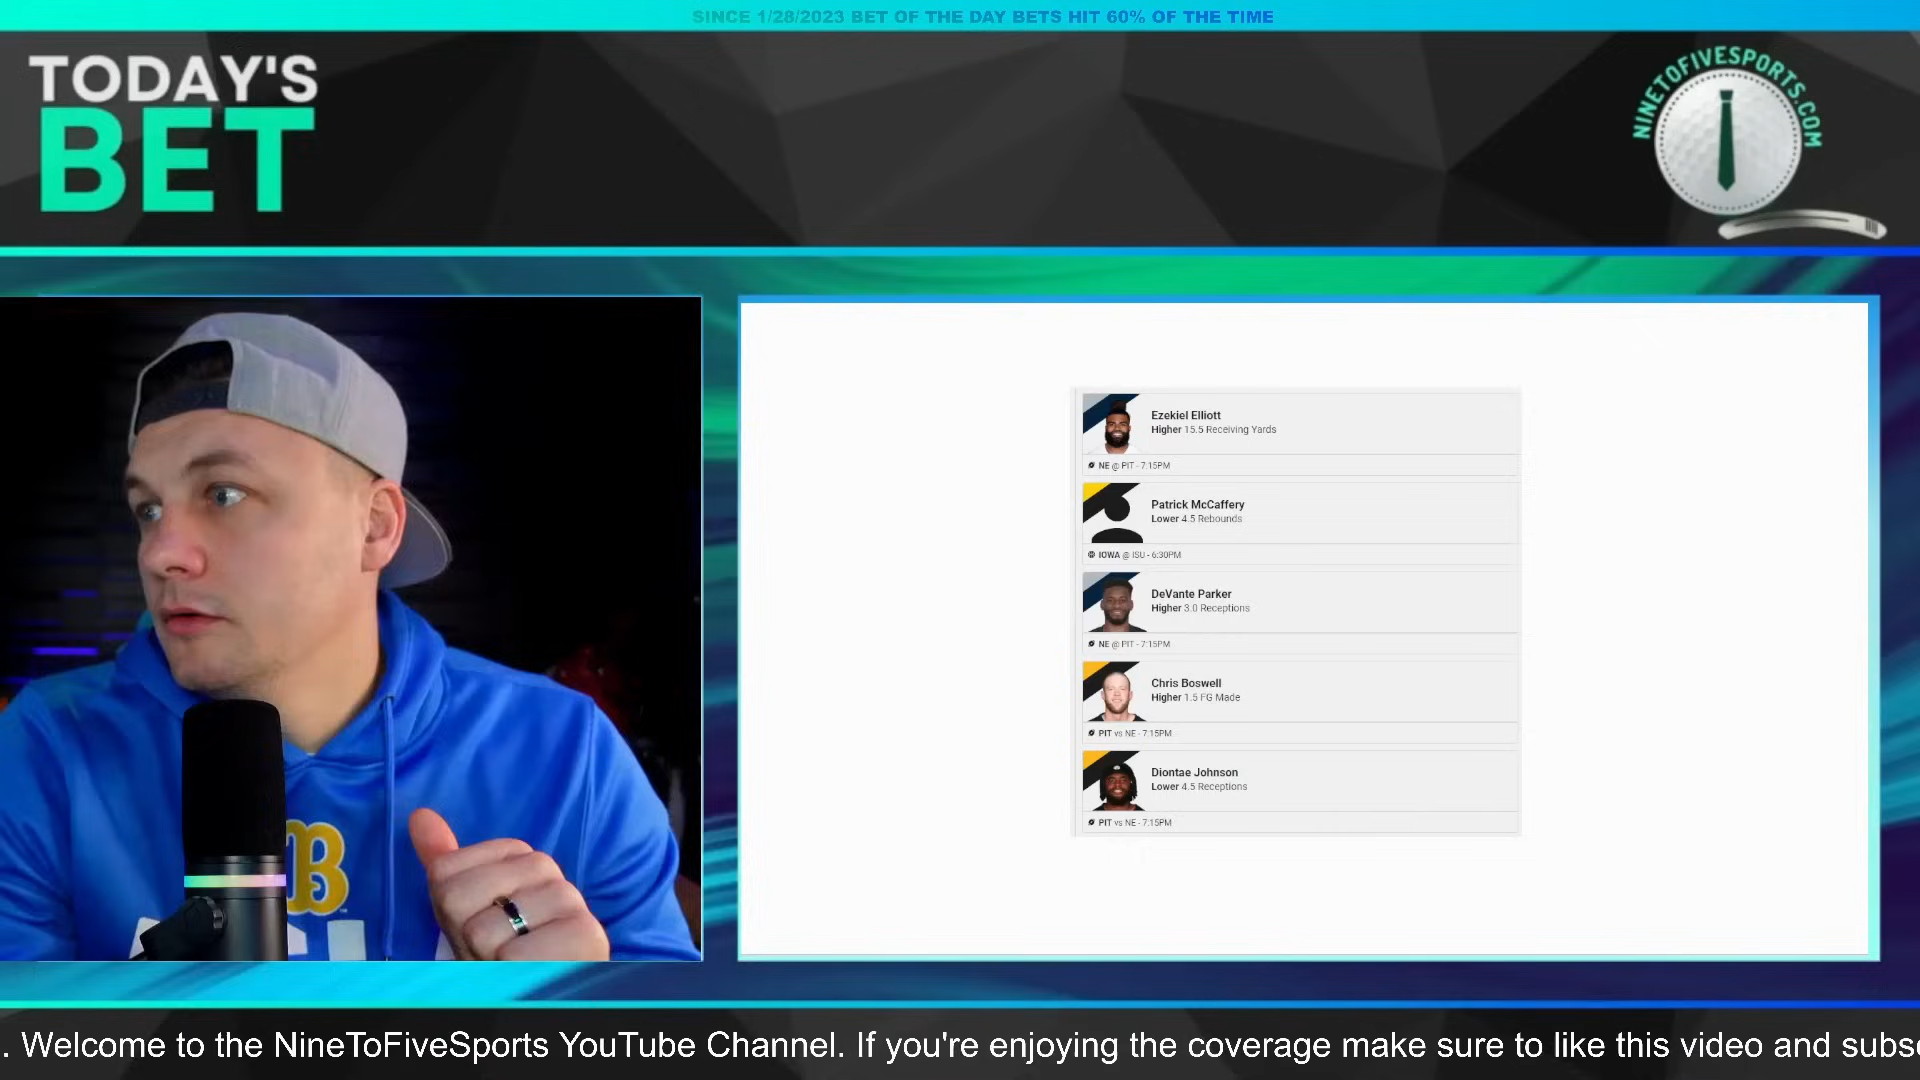 SINCE 1/28/2023 BET OF THE DAY BETS HIT 60% OF THE TIME
TODAY'S
BET
NINETOFIVESPORTS.COM
Ezekiel Elliott
Higher 15.5 Receiving Yards
NE @ PIT - 7:15PM
Patrick McCaffery
Lower 4.5 Rebounds
IOWA @ ISU - 6:30PM
DeVante Parker
Higher 3.0 Receptions
NE @ PIT - 7:15PM
Chris Boswell
Higher 1.5 FG Made
PIT vs NE - 7:15PM
Diontae Johnson
Lower 4.5 Receptions
PIT vs NE - 7:15PM
B
. Welcome to the NineToFiveSports YouTube Channel. If you're enjoying the coverage make sure to like this video and subs